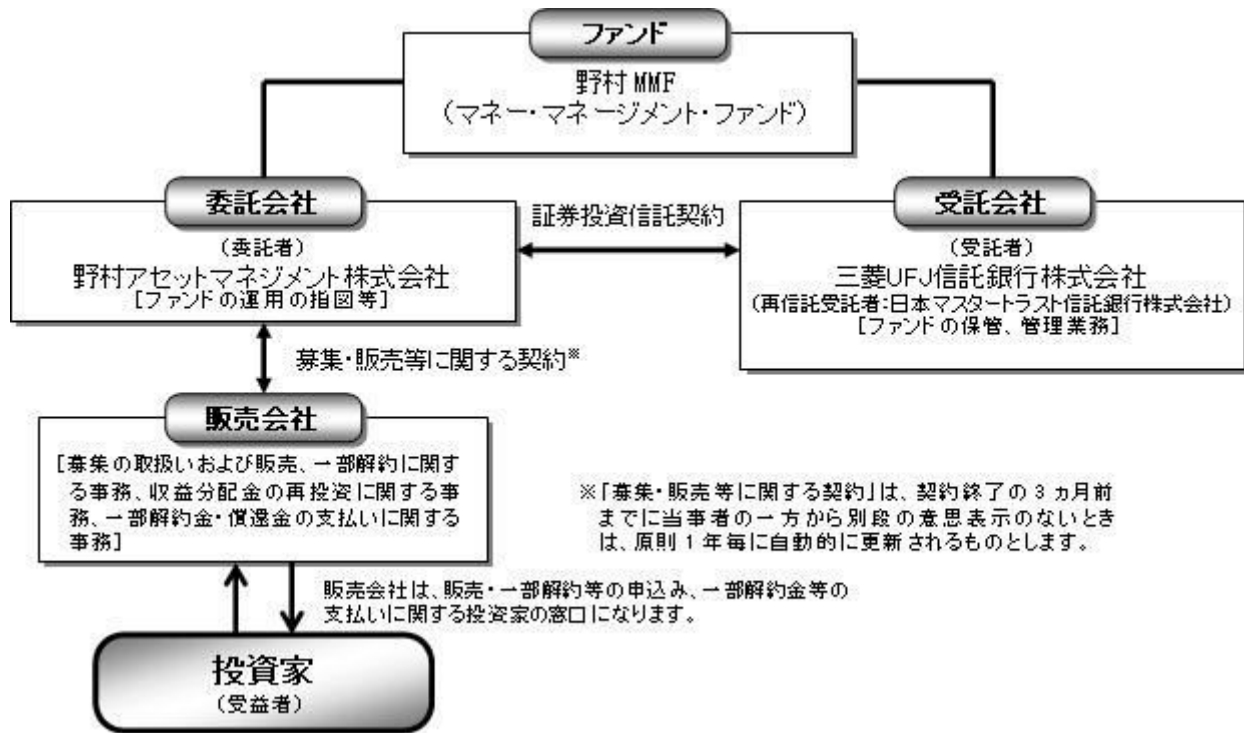 ファンド
野村MMF
(マネー・マネージメント・ファンド)
委託会社
(委託者)
野村アセットマネジメント株式会社
[ファンドの運用の指図等]
証券投資信託契約
受託会社
(受託者)
三菱UFJ信託銀行株式会社
(再信託受託者:日本マスタートラスト信託銀行株式会社)
[ファンドの保管、管理業務]
募集・販売等に関する契約※
販売会社
[募集の取扱いおよび販売、一部解約に関す
る事務、収益分配金の再投資に関する事
務、一部解約金・償還金の支払いに関する
事務]
※「募集・販売等に関する契約」は、契約終了の3ヵ月前
までに当事者の一方から別段の意思表示のないとき
は、原則1年毎に自動的に更新されるものとします。
販売会社は、販売・一部解約等の申込み、一部解約金等の
支払いに関する投資家の窓口になります。
投資家
(受益者)